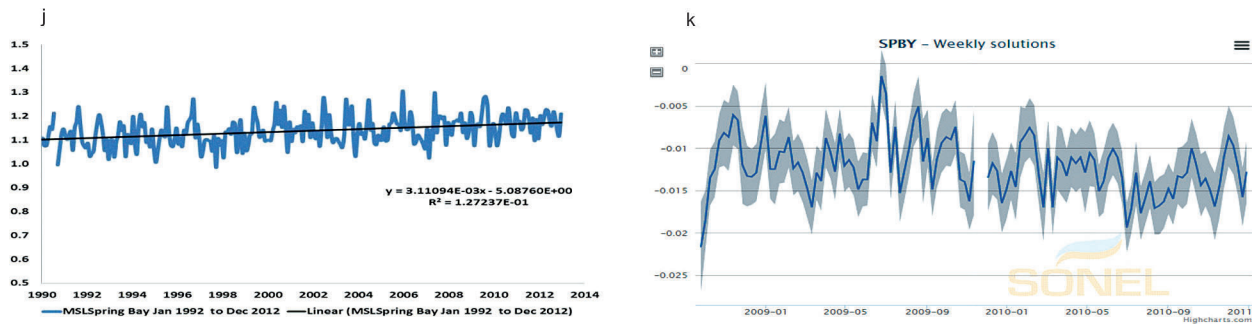 j
1.5
1.4
1.3
1.2
1.1
1.0
0.9
0.8
0.7
0.6
0.5
y = 3.11094E-03x - 5.08760E+00
R² = 1.27237E-01
1990 1992 1994 1996 1998 2000 2002 2004 2006 2008 2010 2012 2014
MSLSpring Bay Jan 1992 to Dec 2012 Linear (MSLSpring Bay Jan 1992 to Dec 2012)
k
SPBY – Weekly solutions
0
−0.005
−0.01
−0.015
−0.02
−0.025
SONEL
2009-01 2009-05 2009-09 2010-01 2010-05 2010-09 2011
Highcharts.com